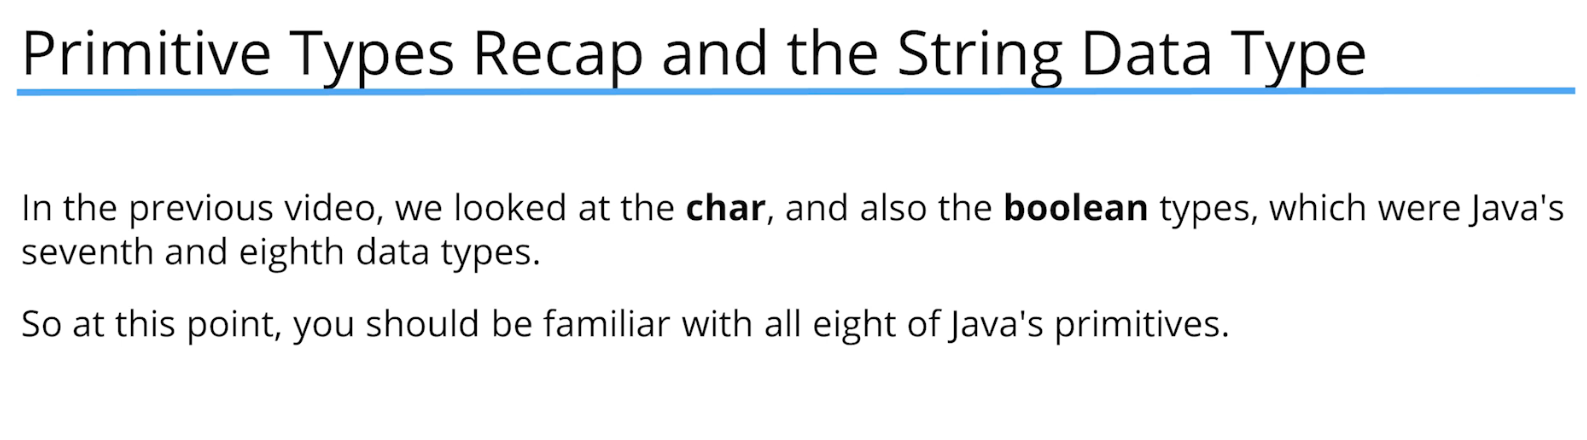 Primitive Types Recap and the String Data Type
In the previous video, we looked at the char, and also the boolean types, which were Java's
seventh and eighth data types.
So at this point, you should be familiar with all eight of Java's primitives.